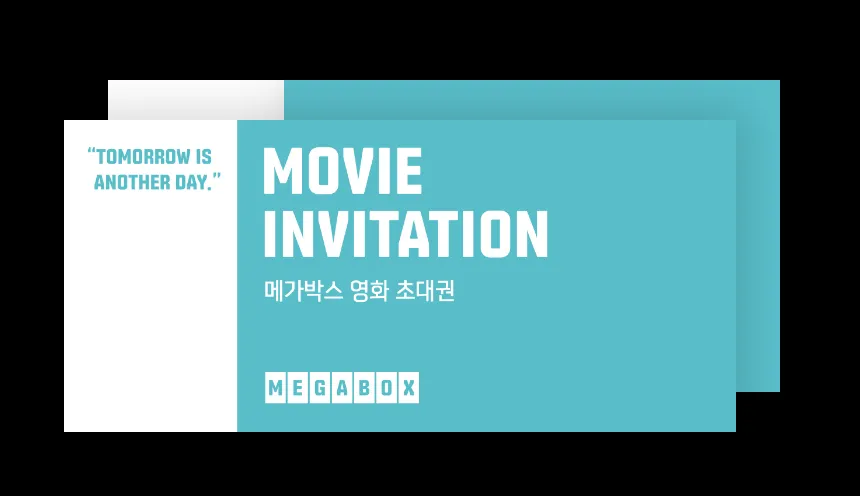 “TOMORROW IS
ANOTHER DAY.”
MOVIE
INVITATION
메가박스 영화 초대권
MEGABOX